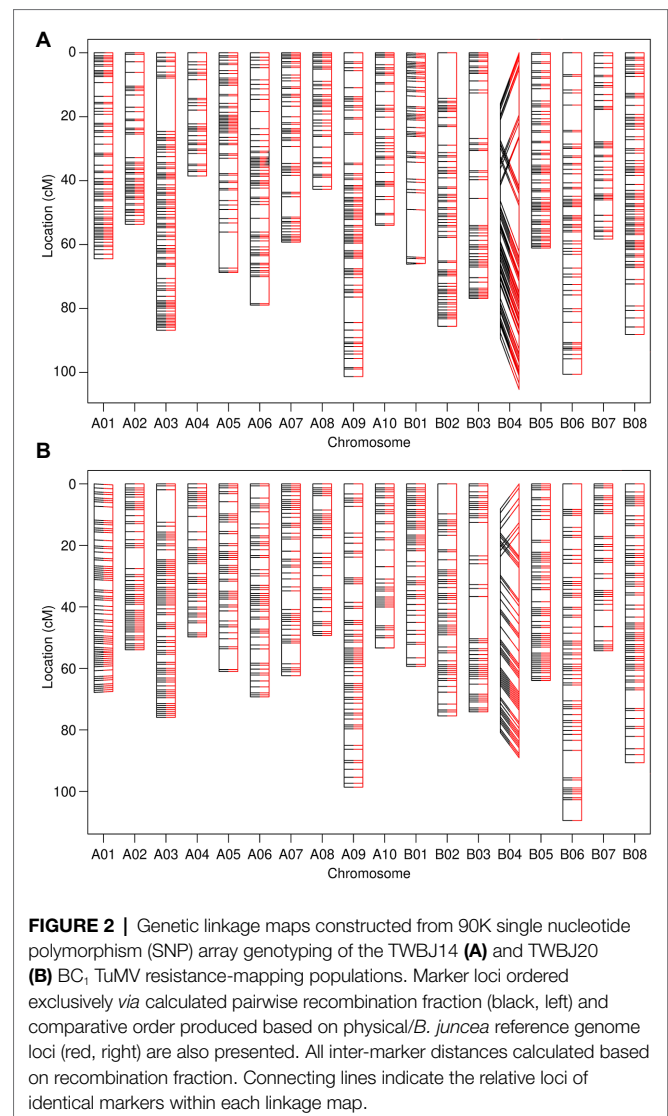 A
0
20
40
60
80
100
Location (cM)
A01 A02 A03 A04 A05 A06 A07 A08 A09 A10 B01 B02 B03 B04 B05 B06 B07 B08
Chromosome
B
0
20
40
60
80
100
Location (cM)
A01 A02 A03 A04 A05 A06 A07 A08 A09 A10 B01 B02 B03 B04 B05 B06 B07 B08
Chromosome
FIGURE 2 | Genetic linkage maps constructed from 90K single nucleotide
polymorphism (SNP) array genotyping of the TWBJ14 (A) and TWBJ20
(B) BC₁ TuMV resistance-mapping populations. Marker loci ordered
exclusively via calculated pairwise recombination fraction (black, left) and
comparative order produced based on physical/B. juncea reference genome
loci (red, right) are also presented. All inter-marker distances calculated based
on recombination fraction. Connecting lines indicate the relative loci of
identical markers within each linkage map.